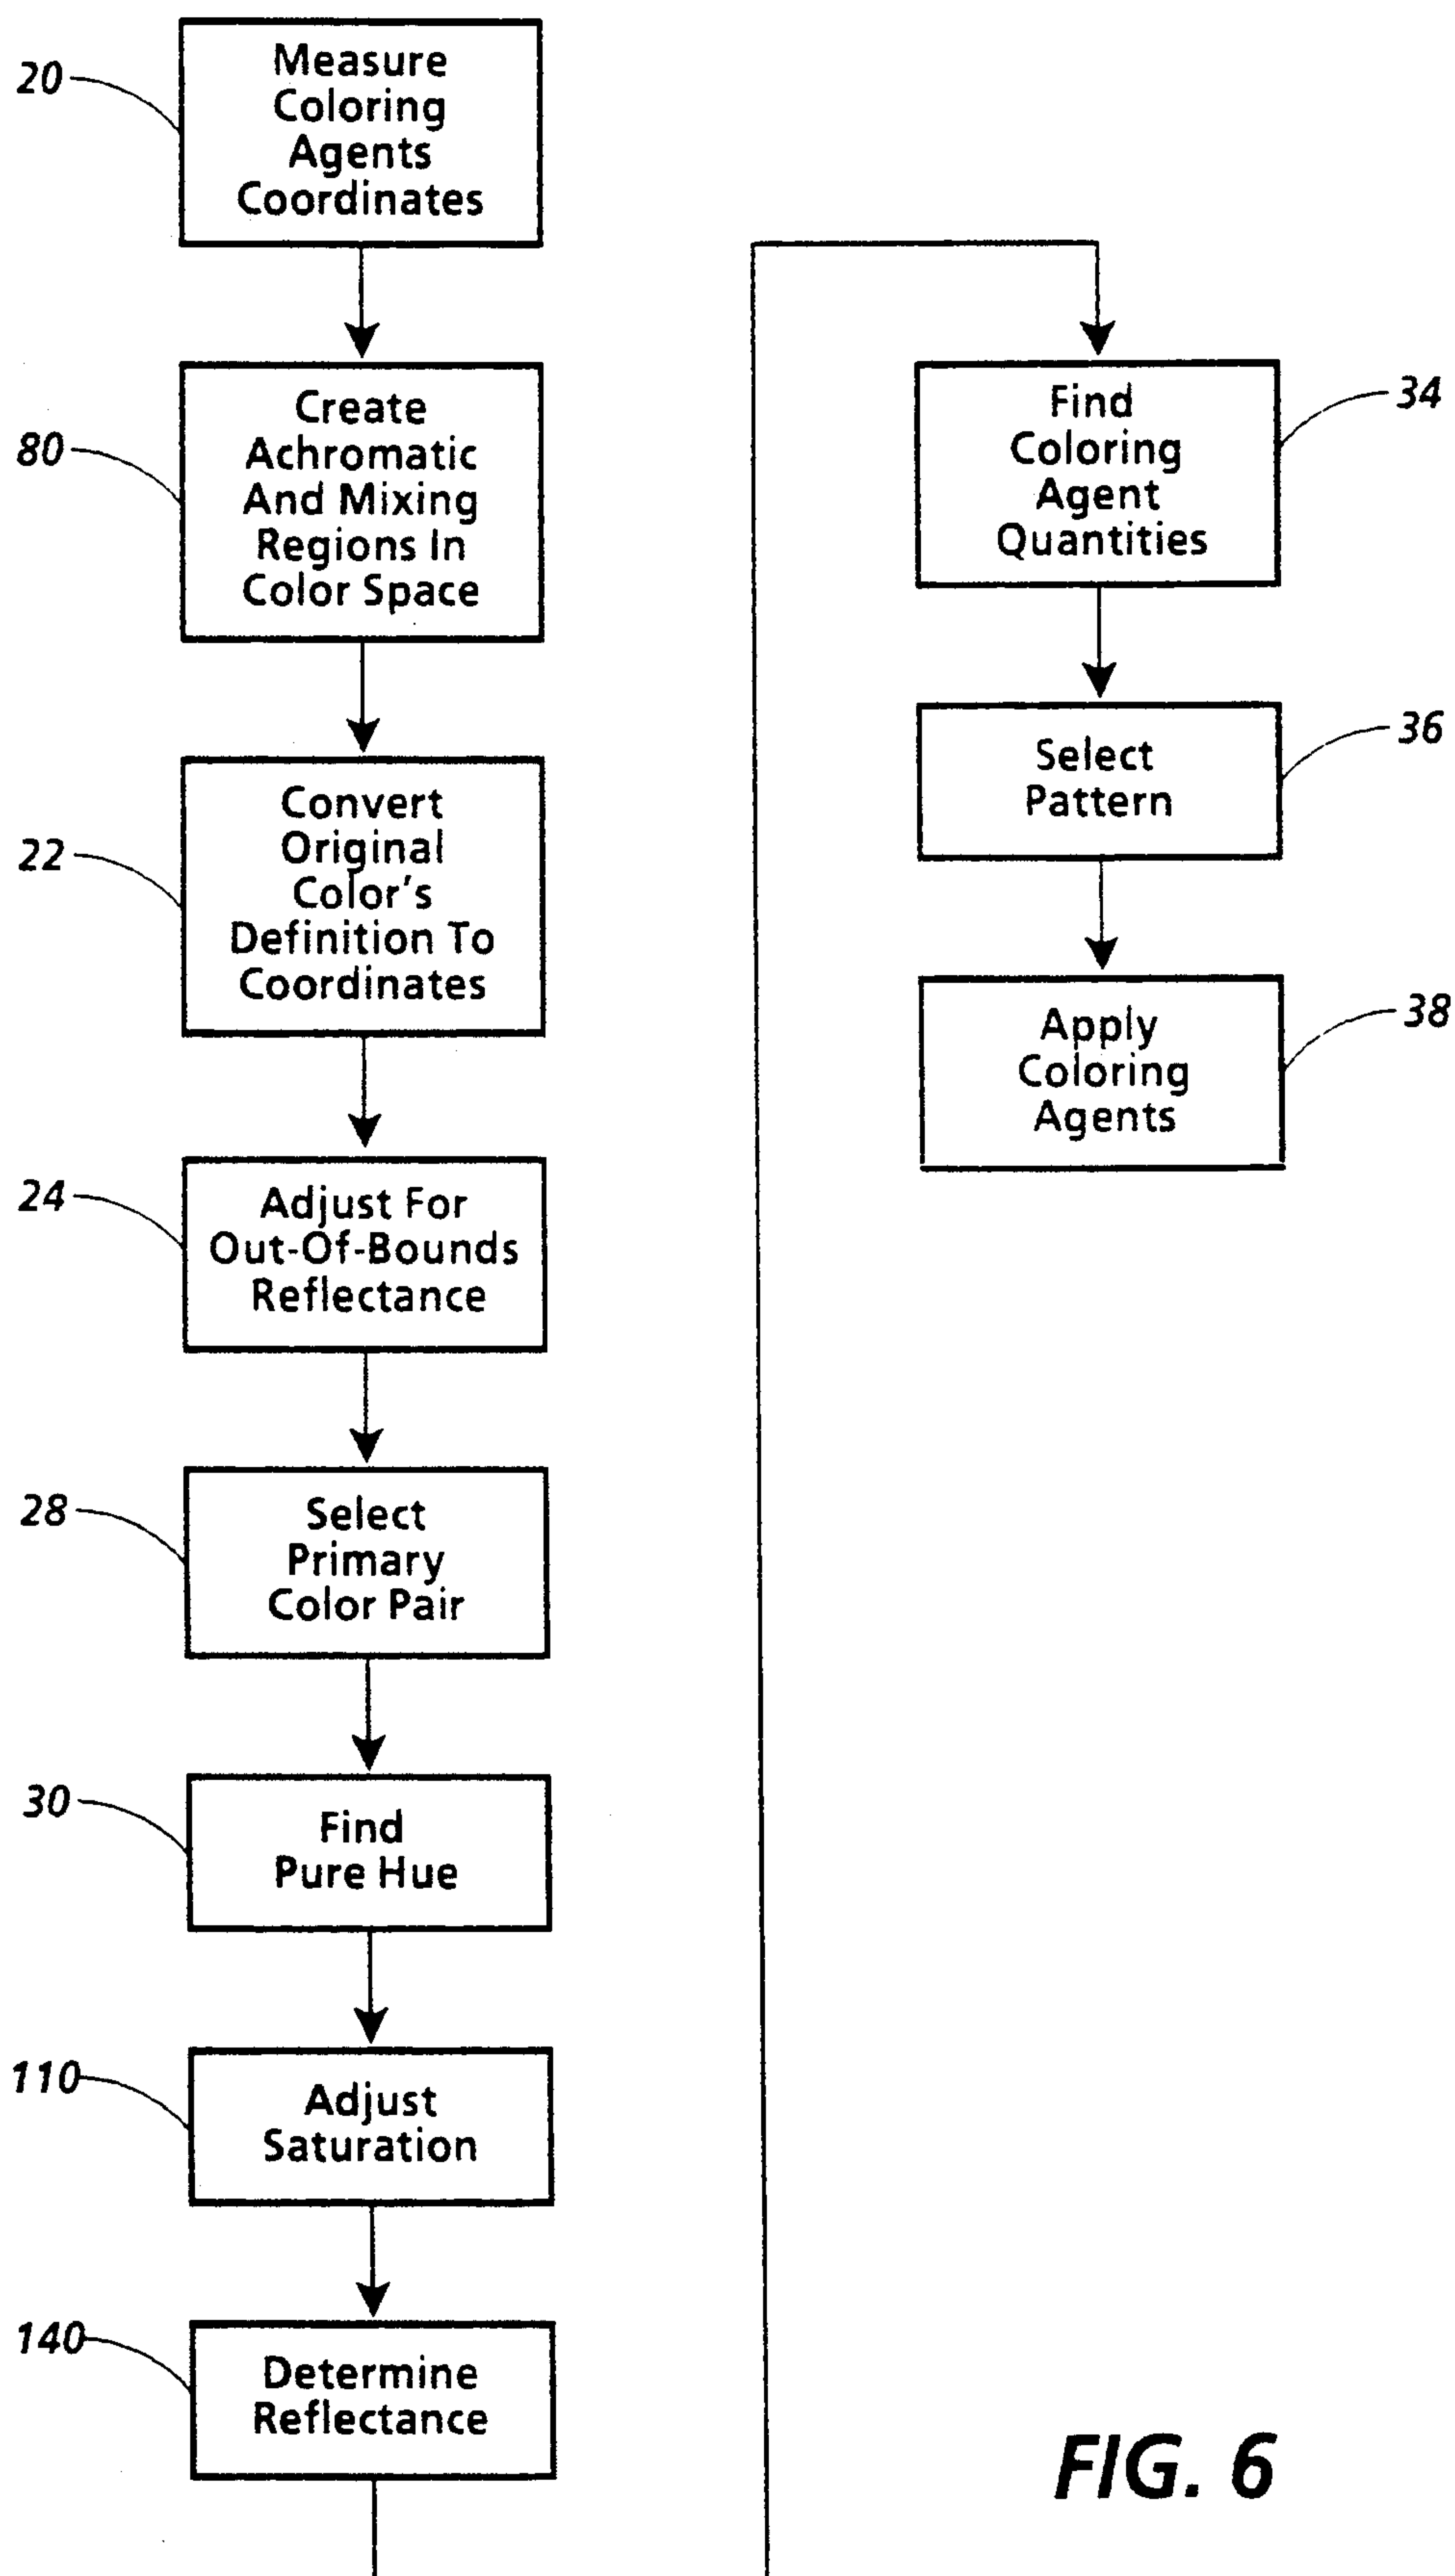 20
Measure
Coloring
Agents
Coordinates
80
Create
Achromatic
And Mixing
Regions In
Color Space
22
Convert
Original
Color's
Definition To
Coordinates
24
Adjust For
Out-Of-Bounds
Reflectance
28
Select
Primary
Color Pair
30
Find
Pure Hue
110
Adjust
Saturation
140
Determine
Reflectance
34
Find
Coloring
Agent
Quantities
36
Select
Pattern
38
Apply
Coloring
Agents
FIG. 6